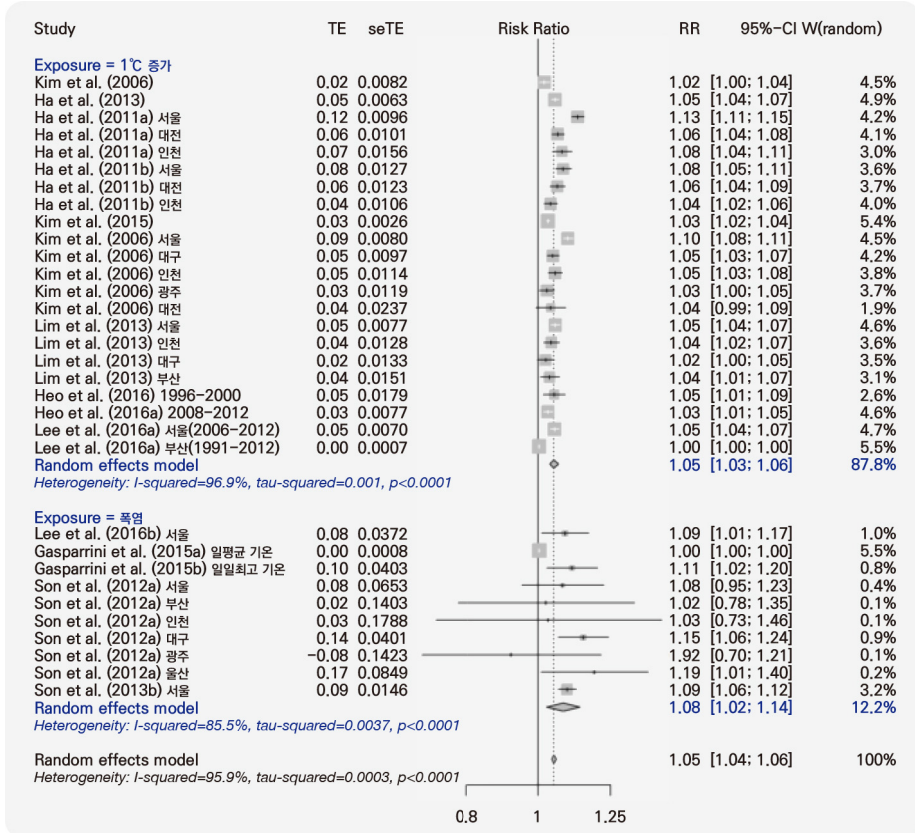 Study TE seTE Risk Ratio RR 95%-CI W(random)
Exposure = 1℃ 증가
Kim et al. (2006) 0.02 0.0082 1.02 [1.00; 1.04] 4.5%
Ha et al. (2013) 0.05 0.0063 1.05 [1.04; 1.07] 4.9%
Ha et al. (2011a) 서울 0.12 0.0096 1.13 [1.11; 1.15] 4.2%
Ha et al. (2011a) 대전 0.06 0.0101 1.06 [1.04; 1.08] 4.1%
Ha et al. (2011a) 인천 0.07 0.0156 1.08 [1.04; 1.11] 3.0%
Ha et al. (2011b) 서울 0.08 0.0127 1.08 [1.05; 1.11] 3.6%
Ha et al. (2011b) 대전 0.06 0.0123 1.06 [1.04; 1.09] 3.7%
Ha et al. (2011b) 인천 0.04 0.0106 1.04 [1.02; 1.06] 4.0%
Kim et al. (2015) 0.03 0.0026 1.03 [1.02; 1.04] 5.4%
Kim et al. (2006) 서울 0.09 0.0080 1.10 [1.08; 1.11] 4.5%
Kim et al. (2006) 대구 0.05 0.0097 1.05 [1.03; 1.07] 4.2%
Kim et al. (2006) 인천 0.05 0.0114 1.05 [1.03; 1.08] 3.8%
Kim et al. (2006) 광주 0.03 0.0119 1.03 [1.00; 1.05] 3.7%
Kim et al. (2006) 대전 0.04 0.0237 1.04 [0.99; 1.09] 1.9%
Lim et al. (2013) 서울 0.05 0.0077 1.05 [1.04; 1.07] 4.6%
Lim et al. (2013) 인천 0.04 0.0128 1.04 [1.02; 1.07] 3.6%
Lim et al. (2013) 대구 0.02 0.0133 1.02 [1.00; 1.05] 3.5%
Lim et al. (2013) 부산 0.04 0.0151 1.04 [1.01; 1.07] 3.1%
Heo et al. (2016) 1996-2000 0.05 0.0179 1.05 [1.01; 1.09] 2.6%
Heo et al. (2016a) 2008-2012 0.03 0.0077 1.03 [1.01; 1.05] 4.6%
Lee et al. (2016a) 서울(2006-2012) 0.05 0.0070 1.05 [1.04; 1.07] 4.7%
Lee et al. (2016a) 부산(1991-2012) 0.00 0.0007 1.00 [1.00; 1.00] 5.5%
Random effects model 1.05 [1.03; 1.06] 87.8%
Heterogeneity: I-squared=96.9%, tau-squared=0.001, p<0.0001
Exposure = 폭염
Lee et al. (2016b) 서울 0.08 0.0372 1.09 [1.01; 1.17] 1.0%
Gasparrini et al. (2015a) 일평균 기온 0.00 0.0008 1.00 [1.00; 1.00] 5.5%
Gasparrini et al. (2015b) 일일최고 기온 0.10 0.0403 1.11 [1.02; 1.20] 0.8%
Son et al. (2012a) 서울 0.08 0.0653 1.08 [0.95; 1.23] 0.4%
Son et al. (2012a) 부산 0.02 0.1403 1.02 [0.78; 1.35] 0.1%
Son et al. (2012a) 인천 0.03 0.1788 1.03 [0.73; 1.46] 0.1%
Son et al. (2012a) 대구 0.14 0.0401 1.15 [1.06; 1.24] 0.9%
Son et al. (2012a) 광주 -0.08 0.1423 1.92 [0.70; 1.21] 0.1%
Son et al. (2012a) 울산 0.17 0.0849 1.19 [1.01; 1.40] 0.2%
Son et al. (2013b) 서울 0.09 0.0146 1.09 [1.06; 1.12] 3.2%
Random effects model 1.08 [1.02; 1.14] 12.2%
Heterogeneity: I-squared=85.5%, tau-squared=0.0037, p<0.0001
Random effects model 1.05 [1.04; 1.06] 100%
Heterogeneity: I-squared=95.9%, tau-squared=0.0003, p<0.0001
0.8 1 1.25